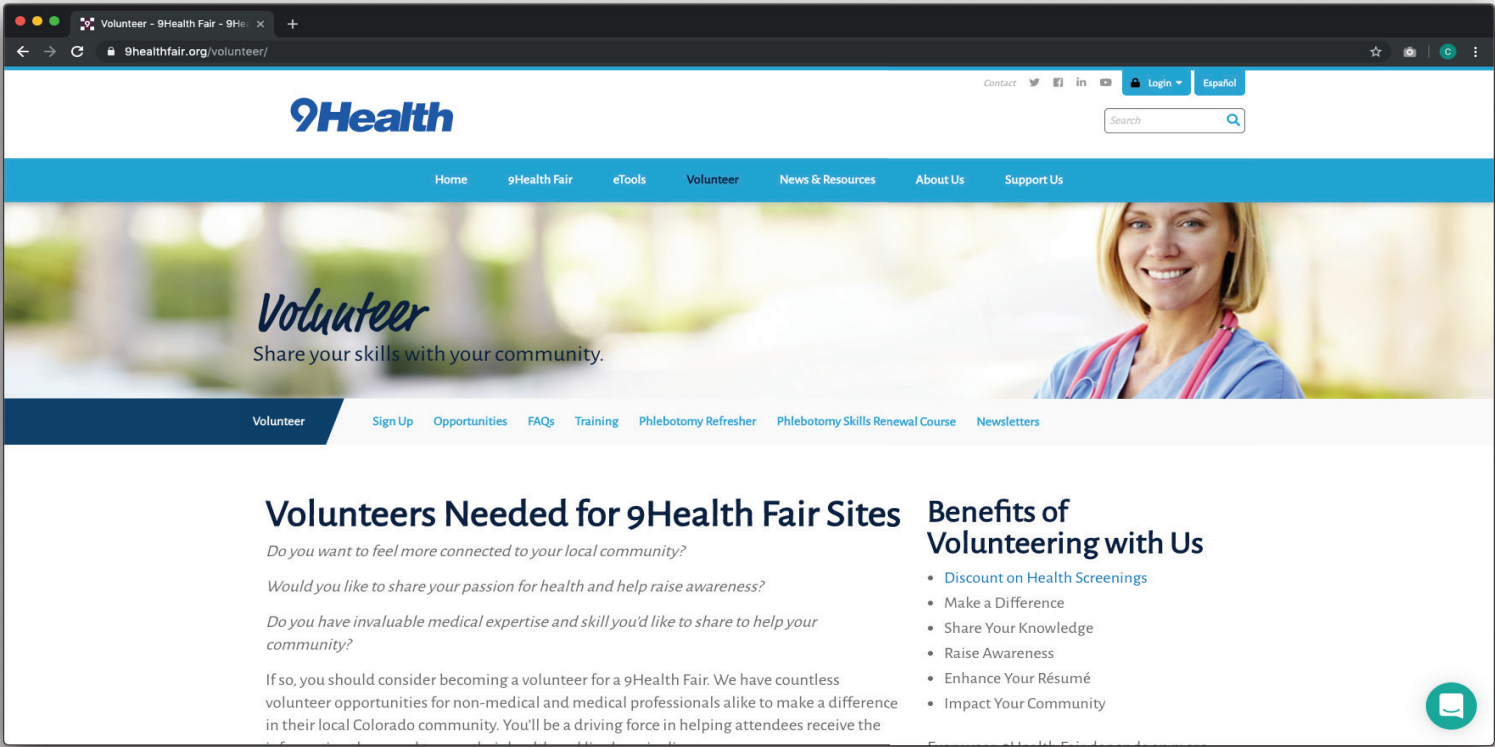 Volunteer - 9Health Fair - 9He
9healthfair.org/volunteer/
C
Contact
Login
Español
9Health
Search
Home 9Health Fair eTools Volunteer News & Resources About Us Support Us
Volunteer
Share your skills with your community.
Volunteer Sign Up Opportunities FAQs Training Phlebotomy Refresher Phlebotomy Skills Renewal Course Newsletters
Volunteers Needed for 9Health Fair Sites
Do you want to feel more connected to your local community?
Would you like to share your passion for health and help raise awareness?
Do you have invaluable medical expertise and skill you'd like to share to help your
community?
If so, you should consider becoming a volunteer for a 9Health Fair. We have countless
volunteer opportunities for non-medical and medical professionals alike to make a difference
in their local Colorado community. You'll be a driving force in helping attendees receive the
Benefits of
Volunteering with Us
• Discount on Health Screenings
• Make a Difference
• Share Your Knowledge
• Raise Awareness
• Enhance Your Résumé
• Impact Your Community